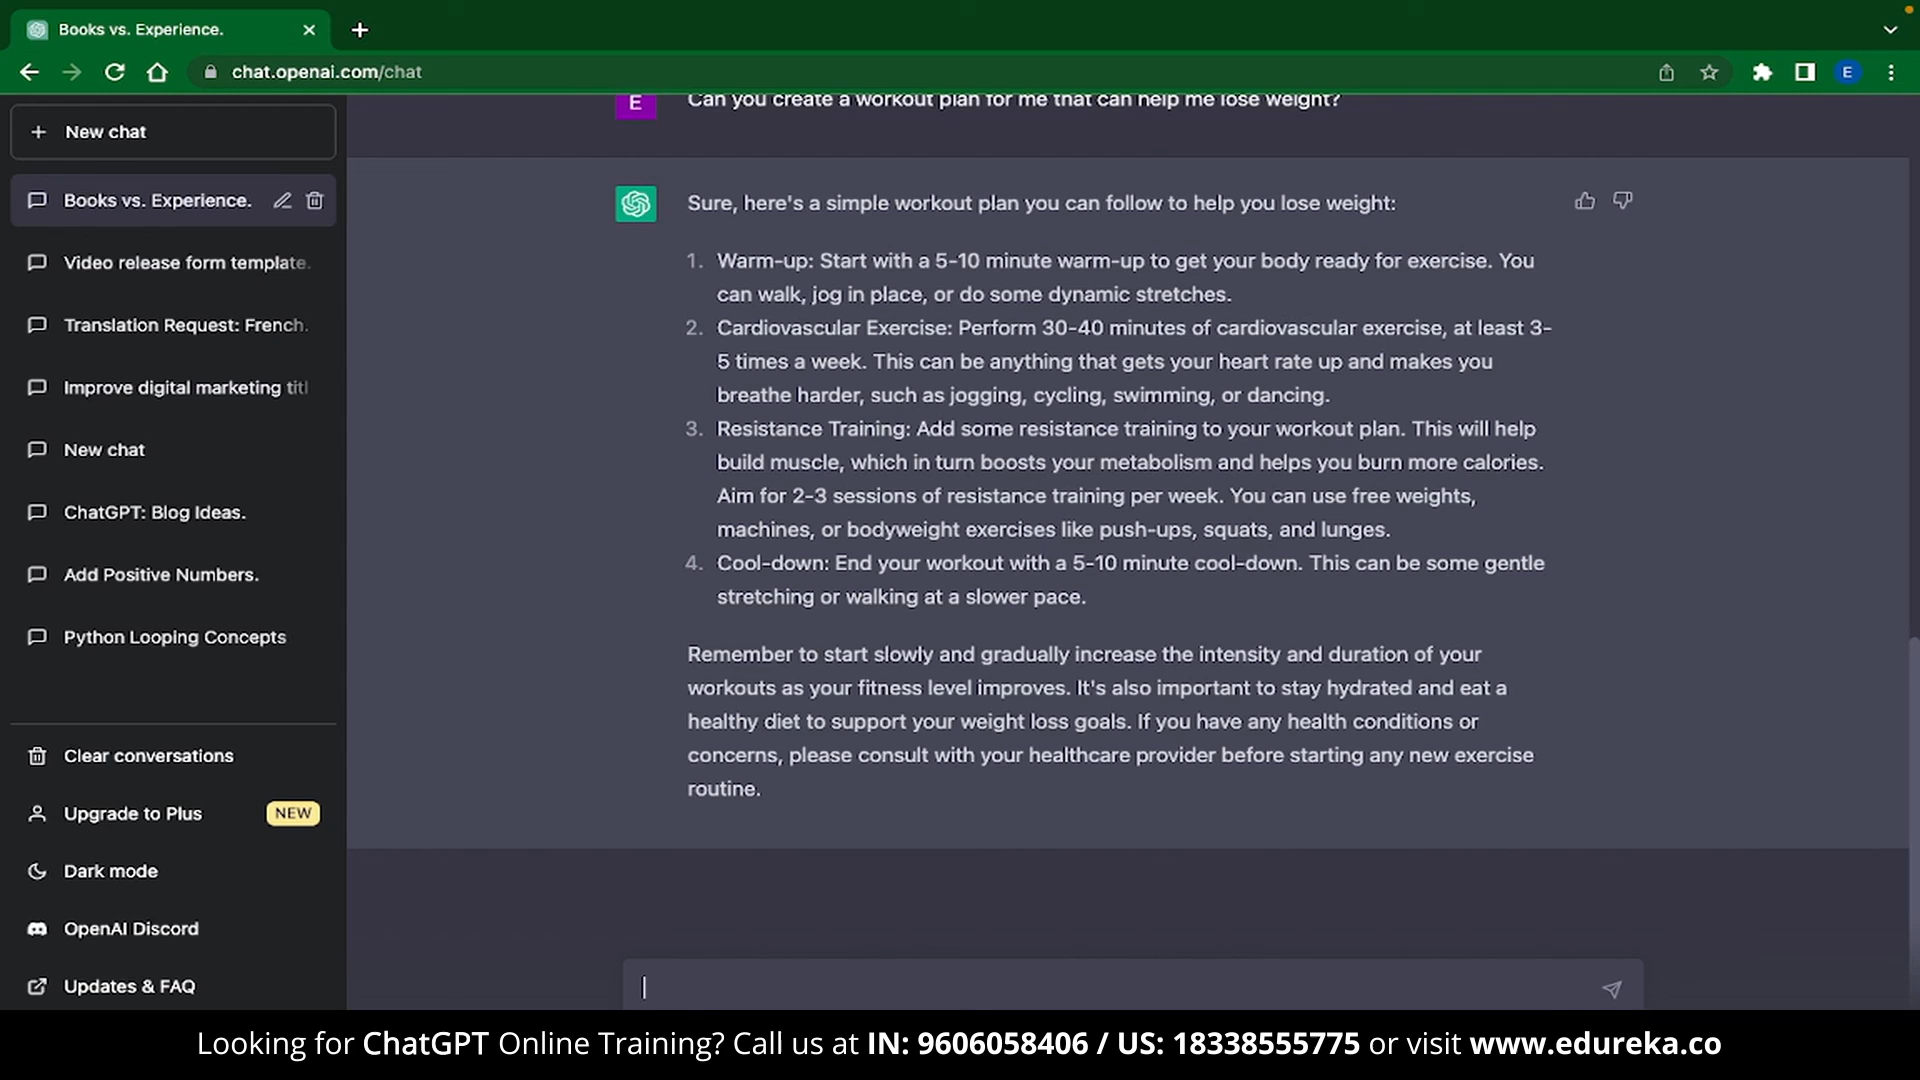 Books vs. Experience.
chat.openai.com/chat
E
New chat
Books vs. Experience.
Video release form template.
Translation Request: French.
Improve digital marketing titl
New chat
ChatGPT: Blog Ideas.
Add Positive Numbers.
Python Looping Concepts
Clear conversations
Upgrade to Plus NEW
Dark mode
OpenAI Discord
Updates & FAQ
E Can you create a workout plan for me that can help me lose weight?
Sure, here's a simple workout plan you can follow to help you lose weight:
1. Warm-up: Start with a 5-10 minute warm-up to get your body ready for exercise. You
can walk, jog in place, or do some dynamic stretches.
2. Cardiovascular Exercise: Perform 30-40 minutes of cardiovascular exercise, at least 3-
5 times a week. This can be anything that gets your heart rate up and makes you
breathe harder, such as jogging, cycling, swimming, or dancing.
3. Resistance Training: Add some resistance training to your workout plan. This will help
build muscle, which in turn boosts your metabolism and helps you burn more calories.
Aim for 2-3 sessions of resistance training per week. You can use free weights,
machines, or bodyweight exercises like push-ups, squats, and lunges.
4. Cool-down: End your workout with a 5-10 minute cool-down. This can be some gentle
stretching or walking at a slower pace.
Remember to start slowly and gradually increase the intensity and duration of your
workouts as your fitness level improves. It's also important to stay hydrated and eat a
healthy diet to support your weight loss goals. If you have any health conditions or
concerns, please consult with your healthcare provider before starting any new exercise
routine.
Looking for ChatGPT Online Training? Call us at IN: 9606058406 / US: 18338555775 or visit www.edureka.co